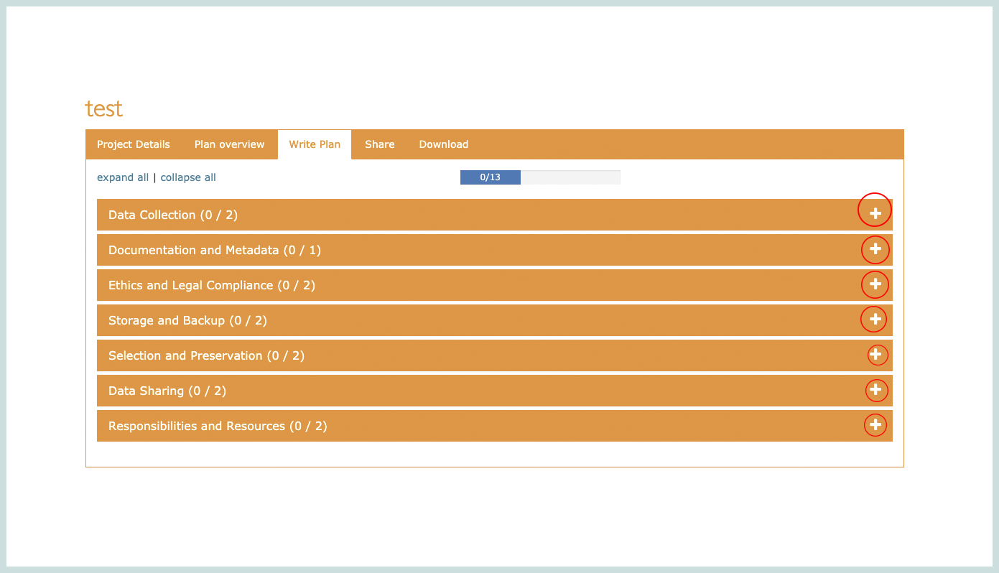 test
Project Details Plan overview Write Plan Share Download
expand all | collapse all 0/13
Data Collection (0 / 2)
Documentation and Metadata (0 / 1)
Ethics and Legal Compliance (0 / 2)
Storage and Backup (0 / 2)
Selection and Preservation (0 / 2)
Data Sharing (0 / 2)
Responsibilities and Resources (0 / 2)